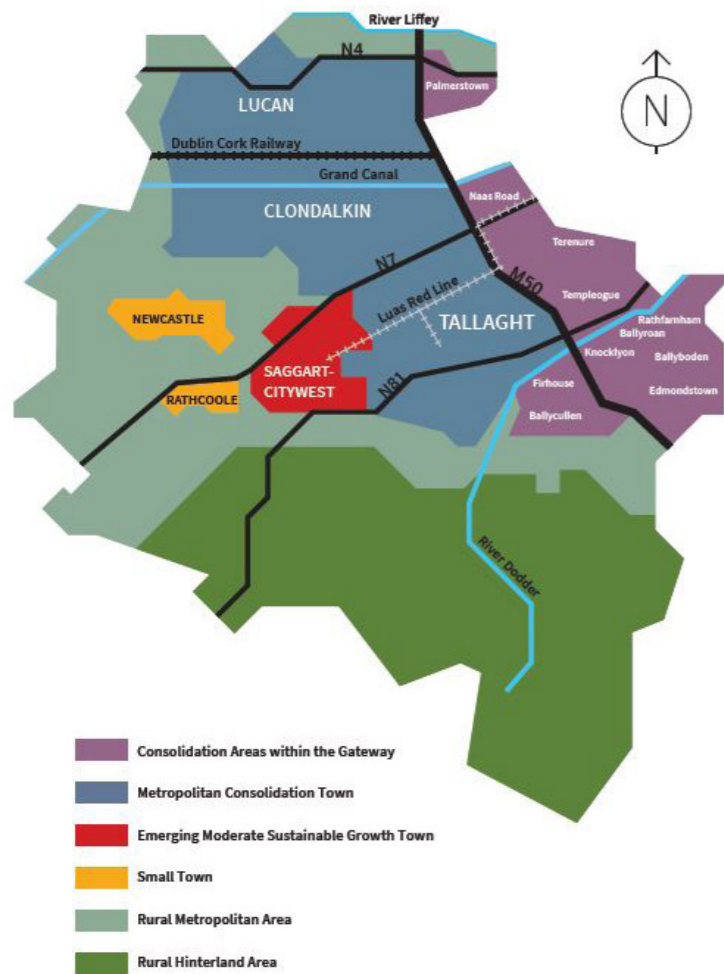 River Liffey
N4
Palmerstown
LUCAN
Dublin Cork Railway
Grand Canal
Naas Road
CLONDALKIN
Terenure
N7
M50
Luas Red Line
Templeogue
NEWCASTLE
TALLAGHT
Rathfarnham
Ballyroan
Knocklyon
Ballyboden
SAGGART-
CITYWEST
N81
Firhouse
Edmondstown
RATHCOOLE
Ballycullen
River Dodder
N
Consolidation Areas within the Gateway
Metropolitan Consolidation Town
Emerging Moderate Sustainable Growth Town
Small Town
Rural Metropolitan Area
Rural Hinterland Area